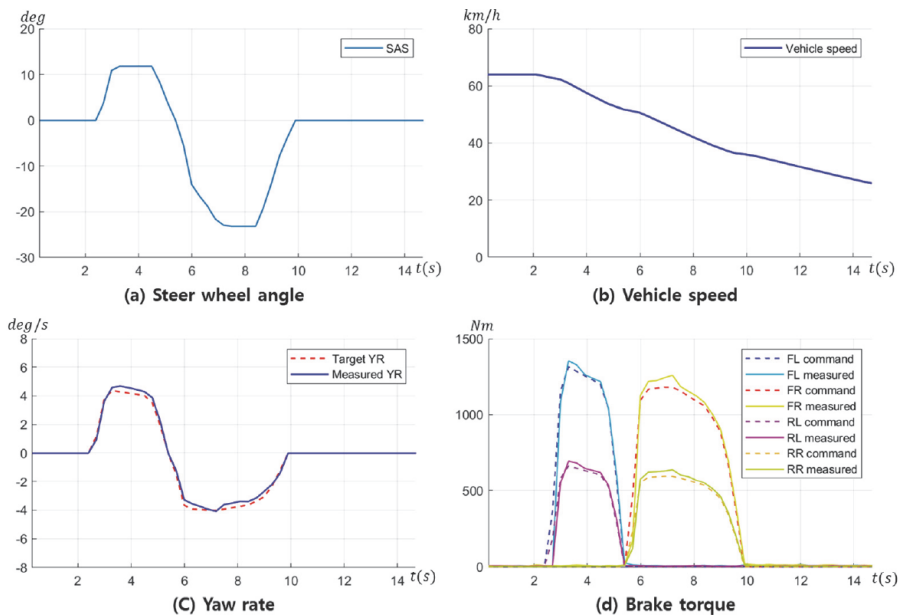 deg
20
10
0
-10
-20
-30
SAS
2
4
6
8
10
12
14
t(s)
(a) Steer wheel angle
km/h
80
60
40
20
0
Vehicle speed
2
4
6
8
10
12
14
t(s)
(b) Vehicle speed
deg/s
8
6
4
2
0
-2
-4
-6
-8
Target YR
Measured YR
2
4
6
8
10
12
14
t(s)
(C) Yaw rate
Nm
1500
1000
500
0
FL command
FL measured
FR command
FR measured
RL command
RL measured
RR command
RR measured
2
4
6
8
10
12
14
t(s)
(d) Brake torque